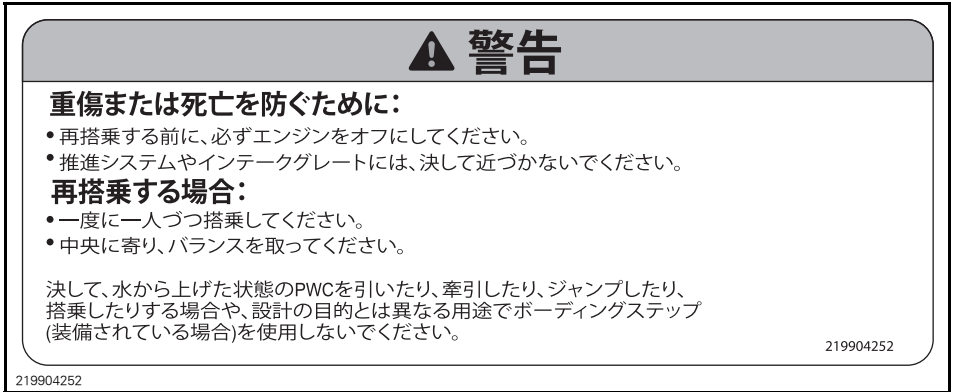 警告
重傷または死亡を防ぐために：
• 再搭乗する前に、必ずエンジンをオフにしてください。
• 推進システムやインテークグレートには、決して近づかないでください。
再搭乗する場合：
• 一度に一人づつ搭乗してください。
• 中央に寄り、バランスを取ってください。
決して、水から上げた状態のPWCを引いたり、牽引したり、ジャンプしたり、
搭乗したりする場合や、設計の目的とは異なる用途でボーディングステップ
(装備されている場合)を使用しないでください。
219904252
219904252